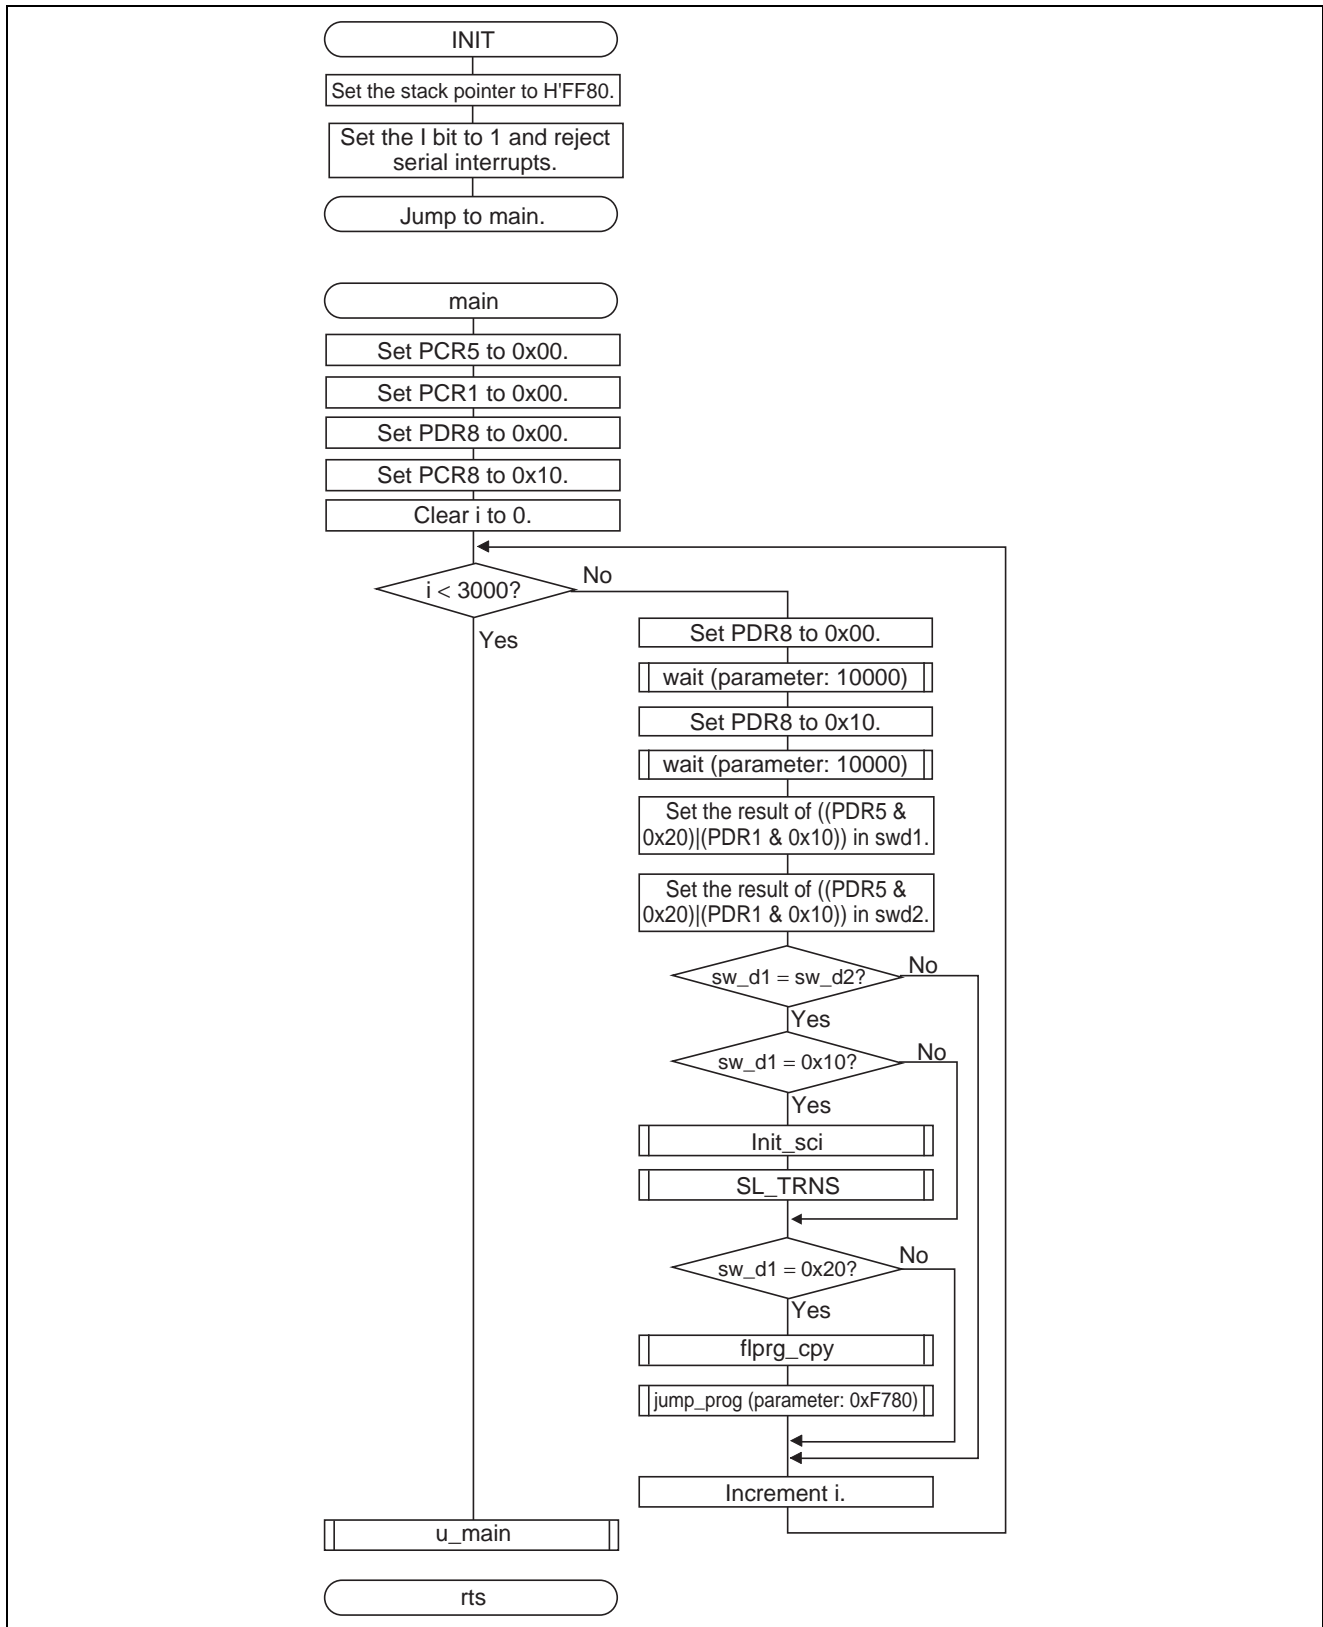 INIT
Set the stack pointer to H'FF80.
Set the I bit to 1 and reject
serial interrupts.
Jump to main.
main
Set PCR5 to 0x00.
Set PCR1 to 0x00.
Set PDR8 to 0x00.
Set PCR8 to 0x10.
Clear i to 0.
i < 3000?
No
Yes
Set PDR8 to 0x00.
wait (parameter: 10000)
Set PDR8 to 0x10.
wait (parameter: 10000)
Set the result of ((PDR5 &
0x20)|(PDR1 & 0x10)) in swd1.
Set the result of ((PDR5 &
0x20)|(PDR1 & 0x10)) in swd2.
sw_d1 = sw_d2?
No
Yes
sw_d1 = 0x10?
No
Yes
Init_sci
SL_TRNS
sw_d1 = 0x20?
No
Yes
flprg_cpy
jump_prog (parameter: 0xF780)
Increment i.
u_main
rts